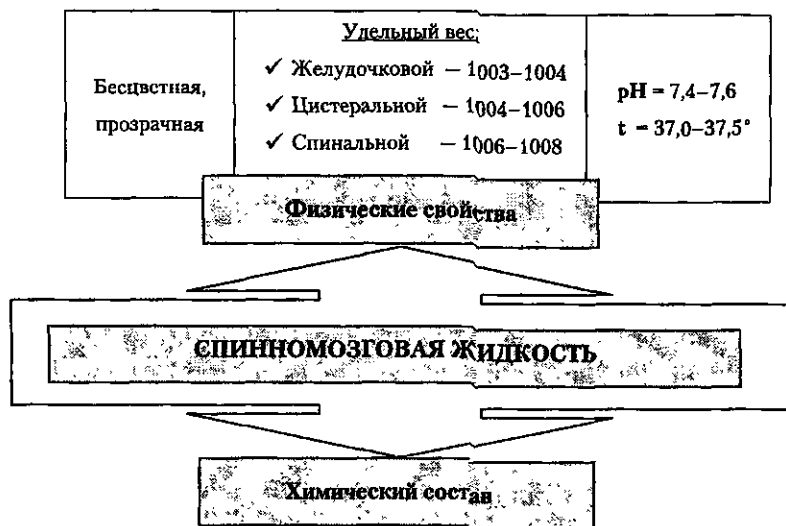 Бесцветная,
прозрачная
Удельный вес:
✓ Желудочковой – 1003–1004
✓ Цистеральной – 1004–1006
✓ Спинальной – 1006–1008
pH = 7,4–7,6
t = 37,0–37,5°
Физические свойства
СПИННОМОЗГОВАЯ ЖИДКОСТЬ
Химический состав